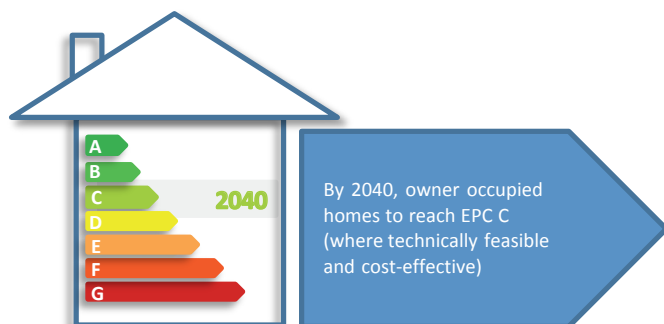 A
B
C
2040
D
E
F
G
By 2040, owner occupied
homes to reach EPC C
(where technically feasible
and cost-effective)